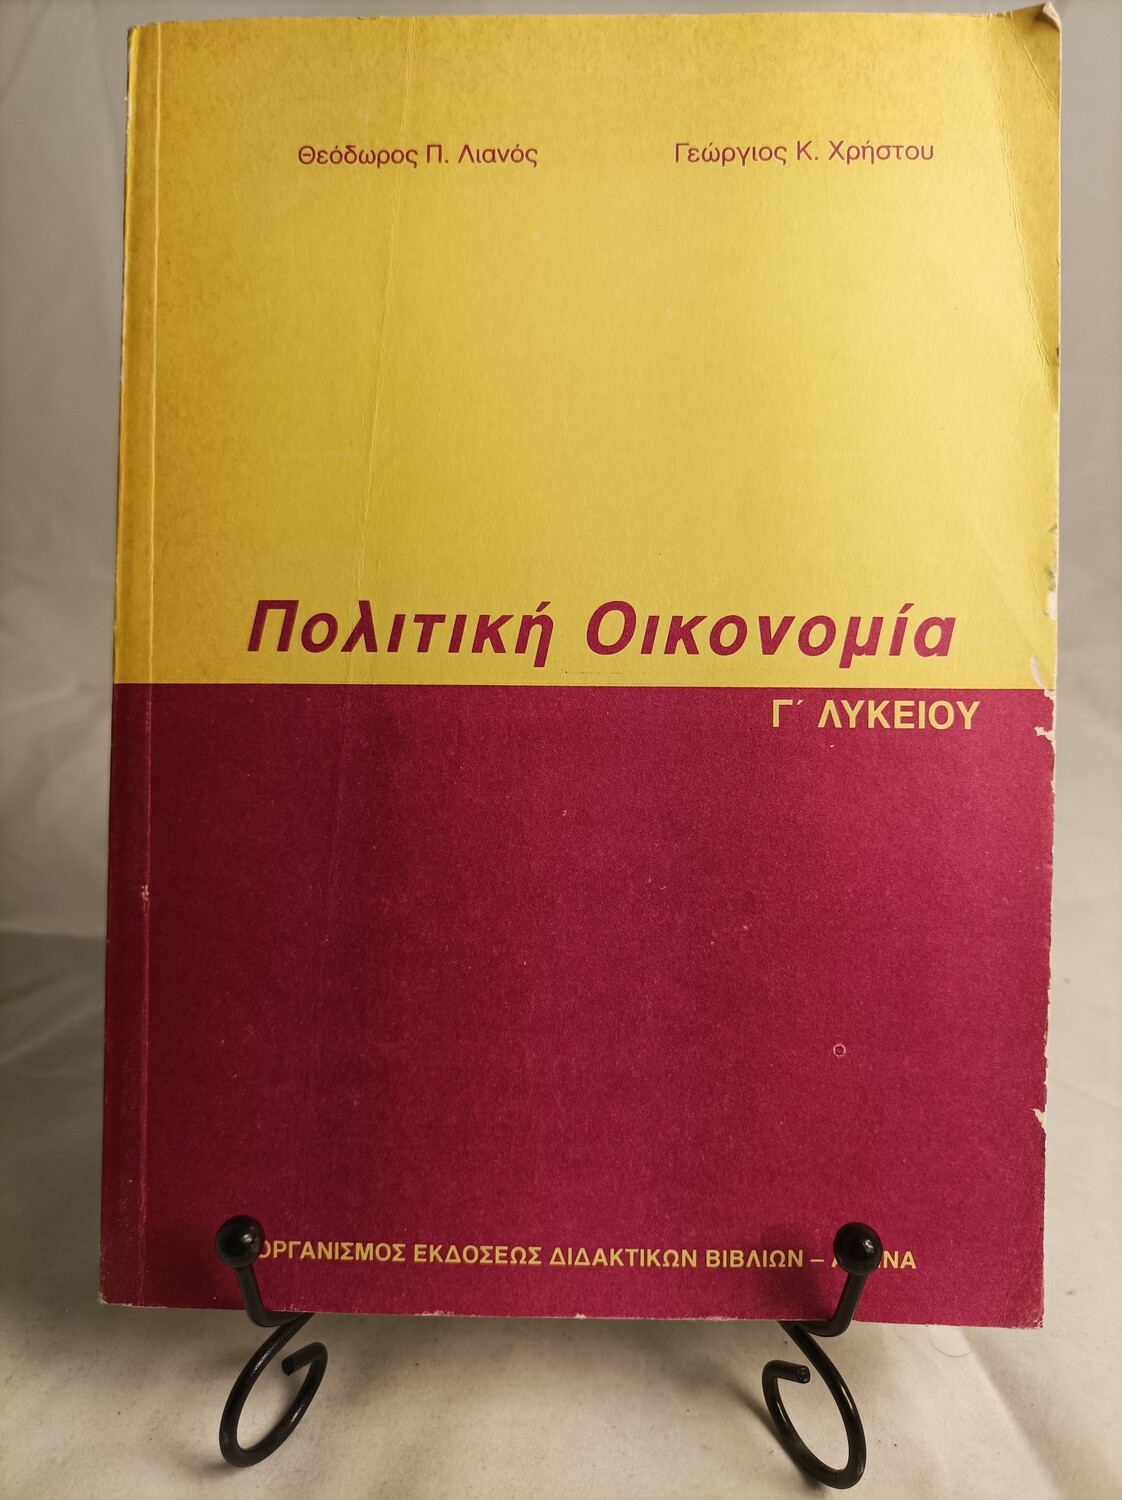 Θεόδωρος Π. Λιανός Γεώργιος Κ. Χρήστου
Πολιτική Οικονομία
Γ΄ ΛΥΚΕΙΟΥ
ΟΡΓΑΝΙΣΜΟΣ ΕΚΔΟΣΕΩΣ ΔΙΔΑΚΤΙΚΩΝ ΒΙΒΛΙΩΝ –